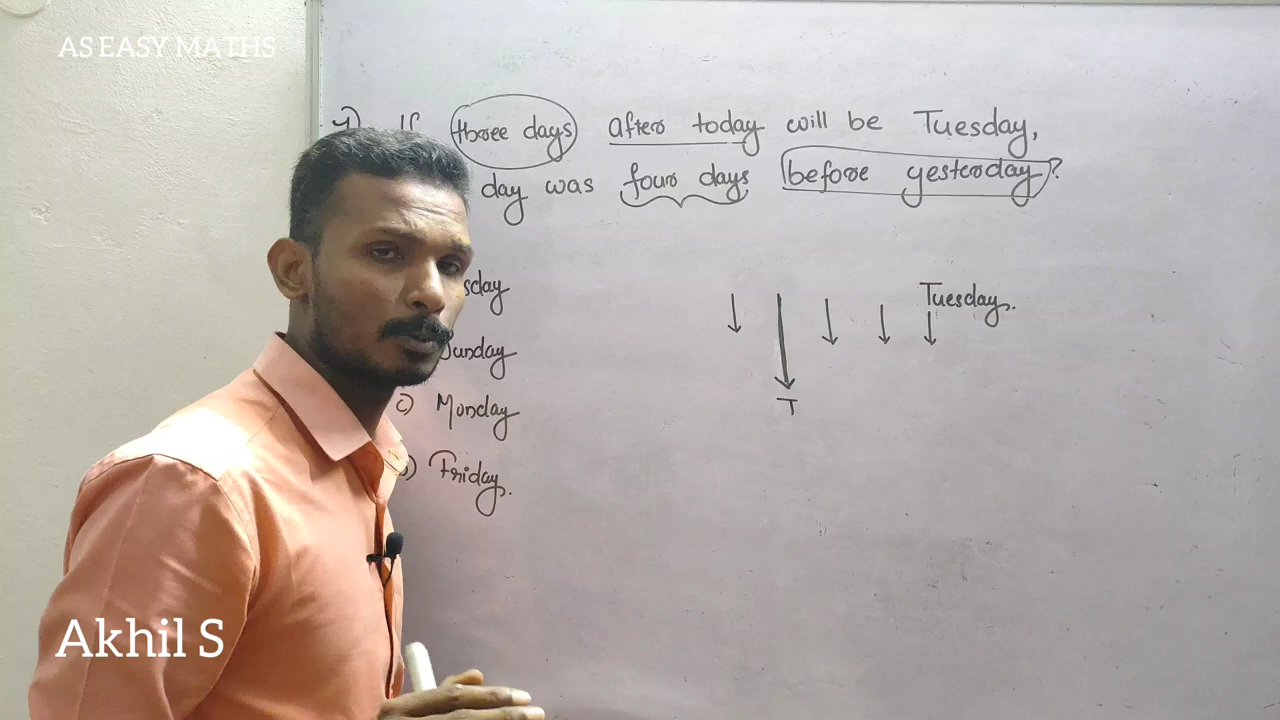 AS EASY MATHS
If three days after today will be Tuesday,
day was four days before yesterday?
Tuesday.
sday
Sunday
T
c) Monday
Friday.
Akhil S